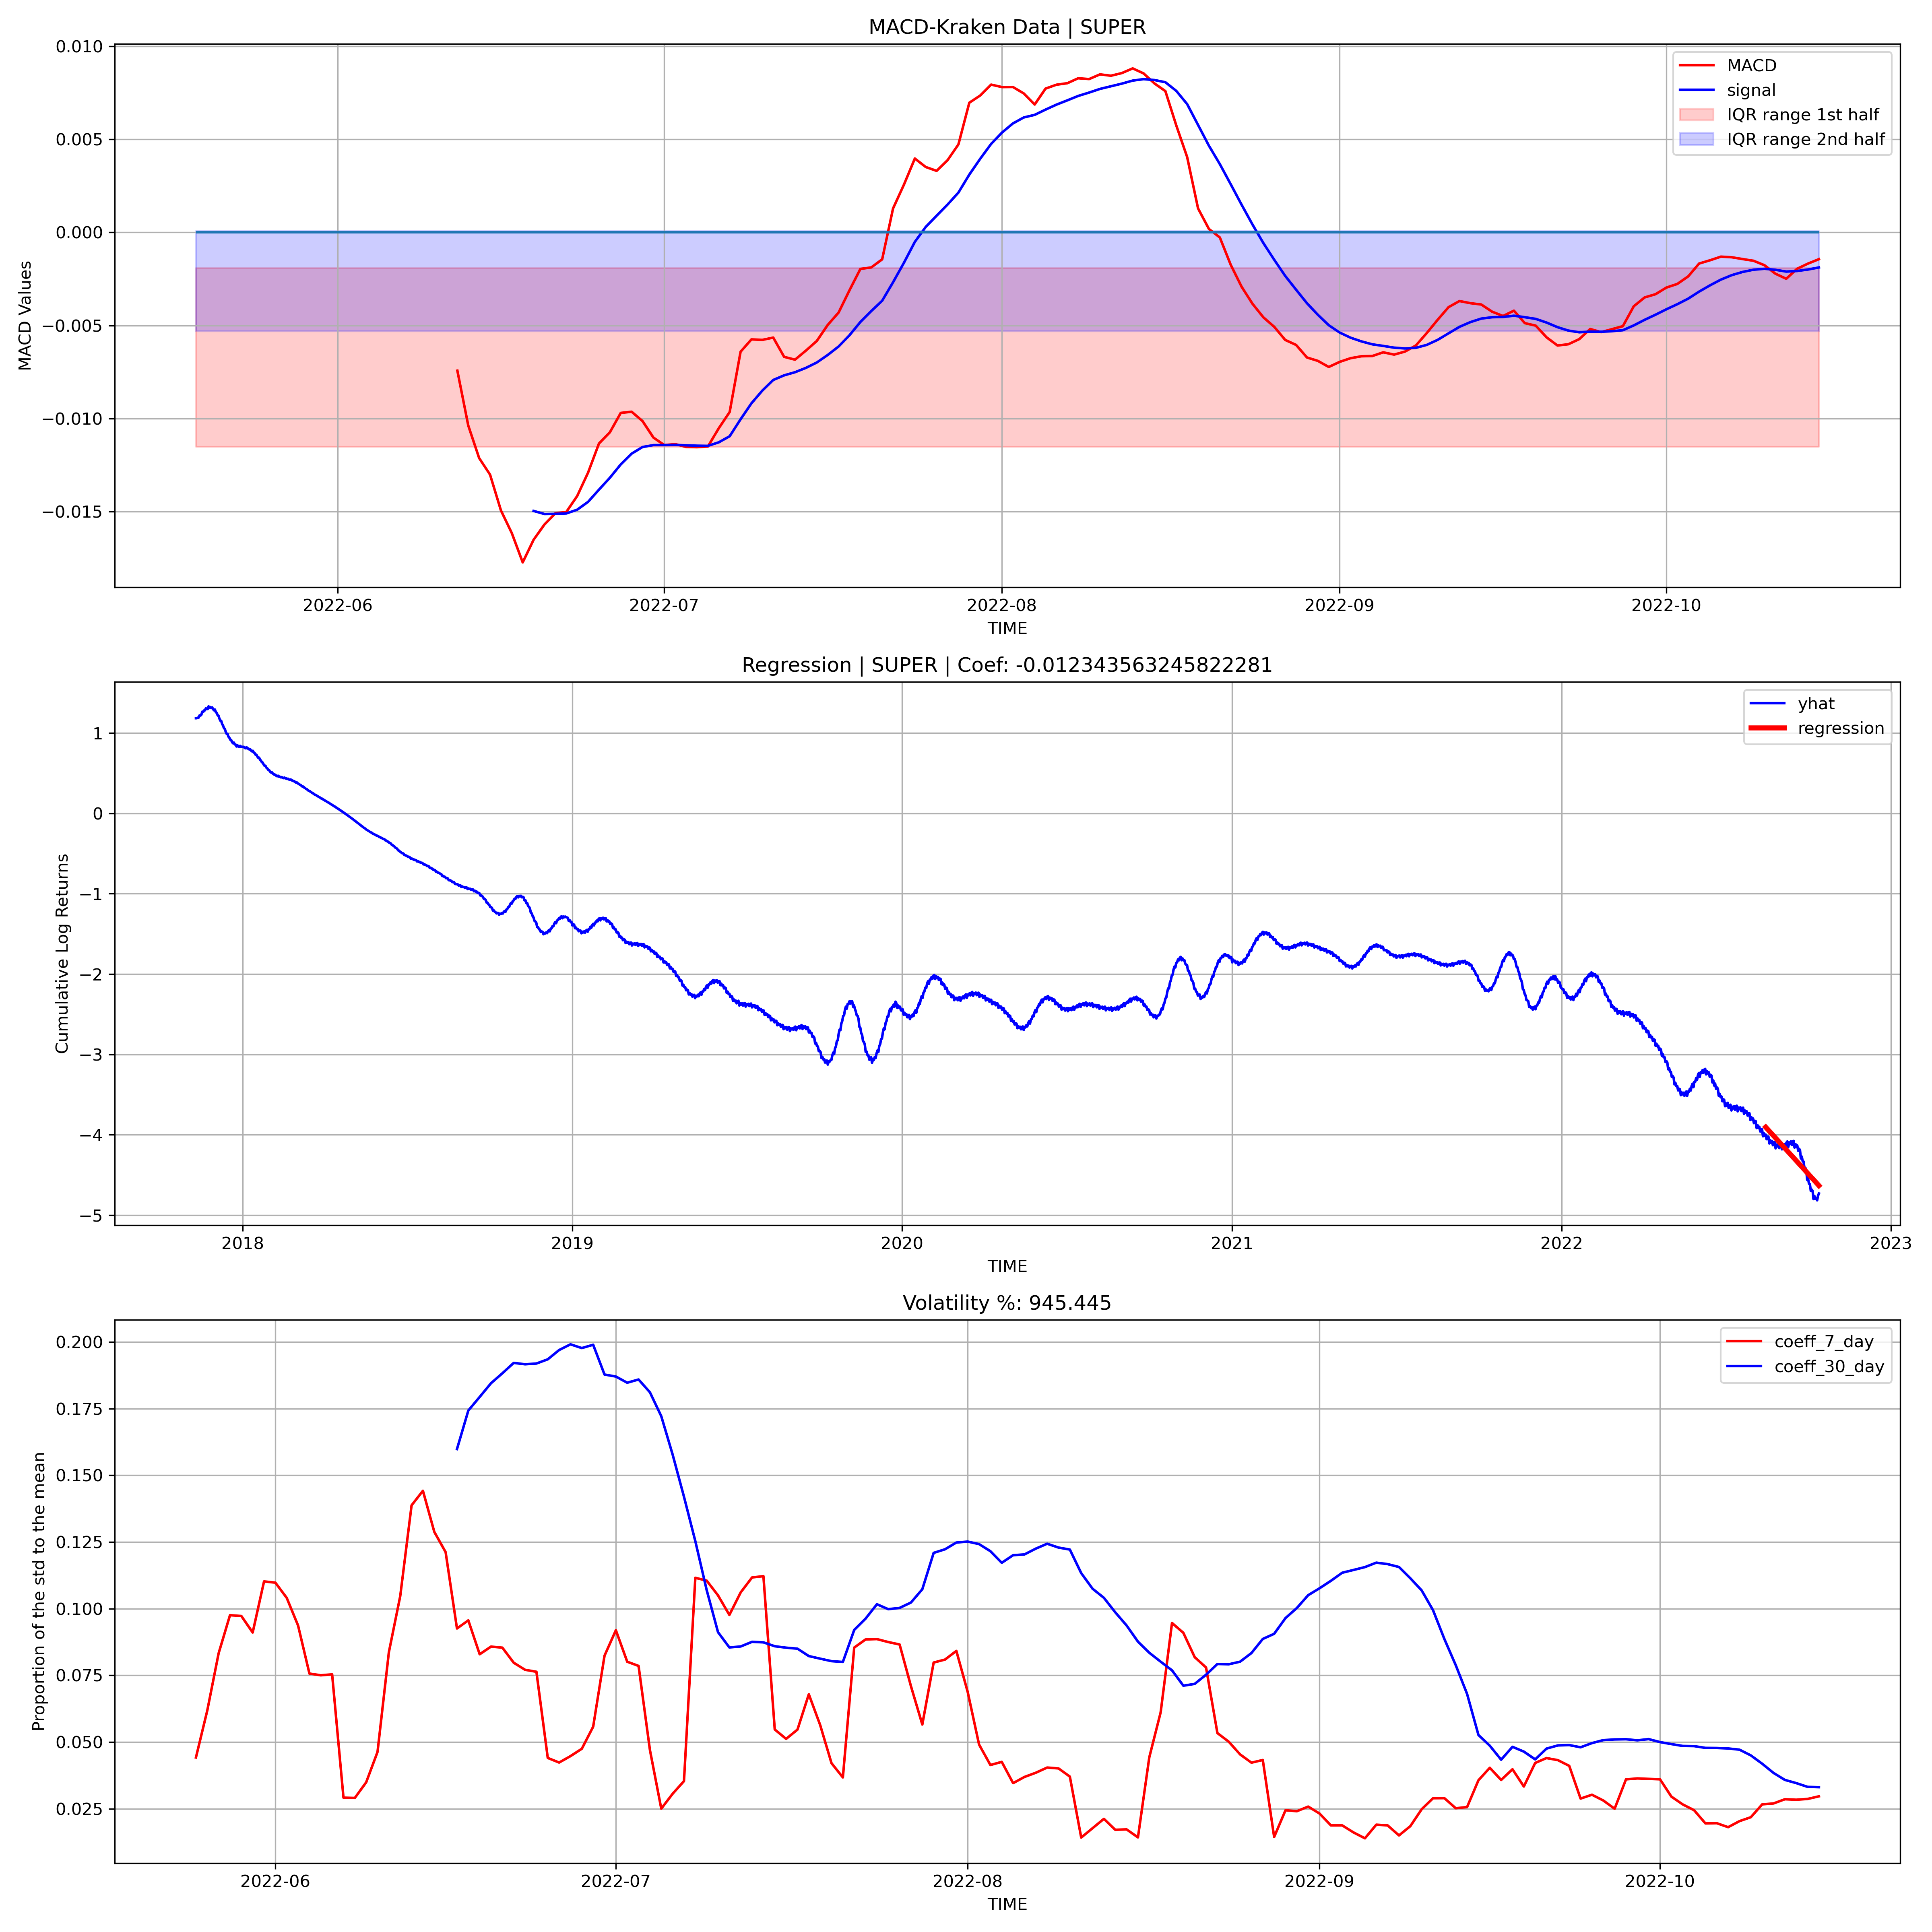 MACD-Kraken Data | SUPER
MACD Values
0.010
0.005
0.000
−0.005
−0.010
−0.015
MACD
signal
IQR range 1st half
IQR range 2nd half
2022-06
2022-07
2022-08
2022-09
2022-10
TIME
Regression | SUPER | Coef: -0.012343563245822281
Cumulative Log Returns
1
0
−1
−2
−3
−4
−5
yhat
regression
2018
2019
2020
2021
2022
2023
TIME
Volatility %: 945.445
Proportion of the std to the mean
0.200
0.175
0.150
0.125
0.100
0.075
0.050
0.025
coeff_7_day
coeff_30_day
2022-06
2022-07
2022-08
2022-09
2022-10
TIME